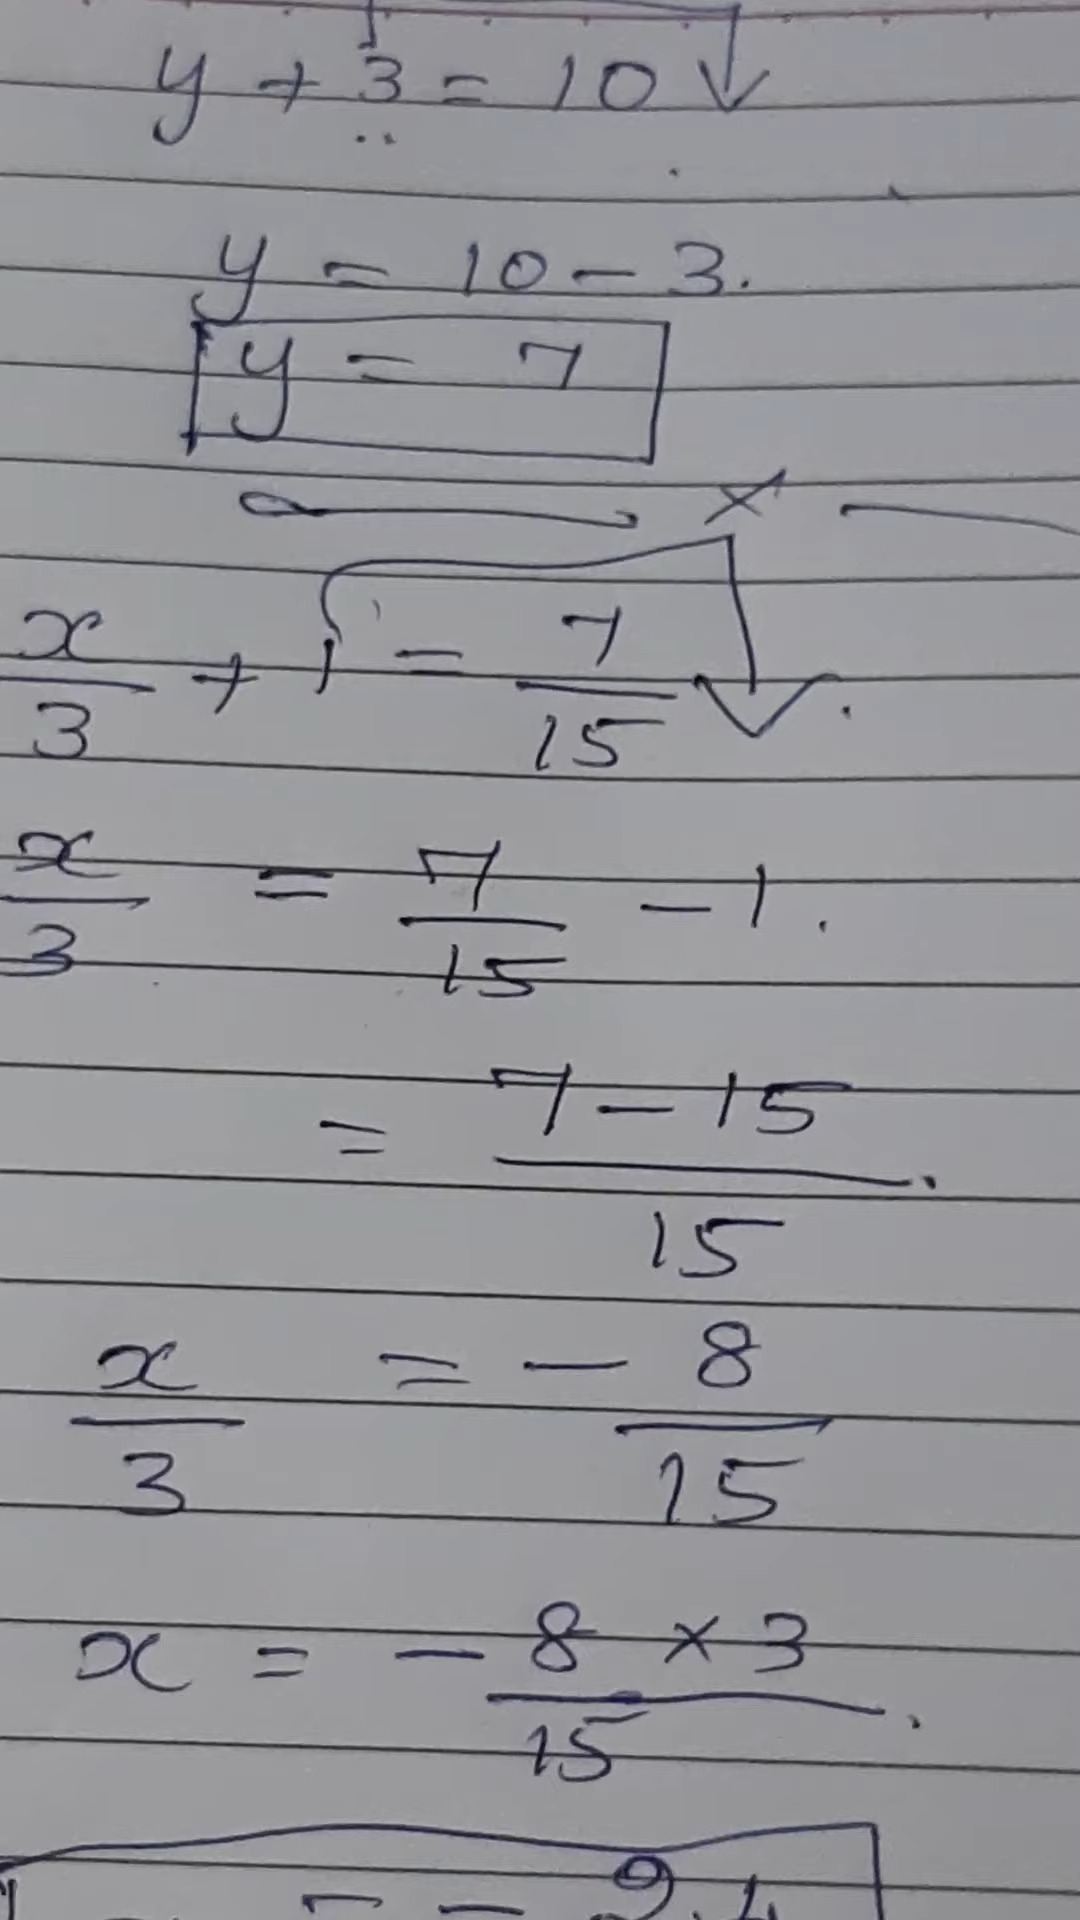 y + 3 = 10
y = 10 - 3.
y = 7
x/3 + 1 = 7/15
x/3 = 7/15 - 1.
= 7 - 15/15
x/3 = - 8/15
x = - 8 × 3/15